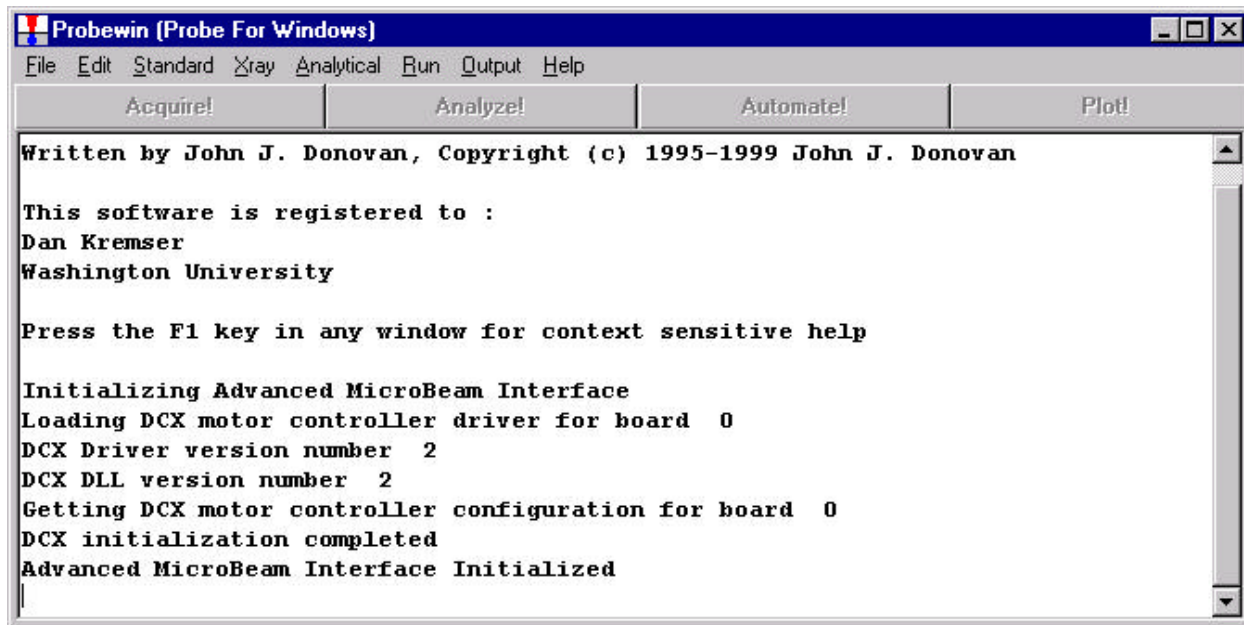 Probewin (Probe For Windows)
File Edit Standard Xray Analytical Run Output Help
Acquire! Analyze! Automate! Plot!
Written by John J. Donovan, Copyright (c) 1995-1999 John J. Donovan
This software is registered to :
Dan Kremser
Washington University
Press the F1 key in any window for context sensitive help
Initializing Advanced MicroBeam Interface
Loading DCX motor controller driver for board 0
DCX Driver version number 2
DCX DLL version number 2
Getting DCX motor controller configuration for board 0
DCX initialization completed
Advanced MicroBeam Interface Initialized